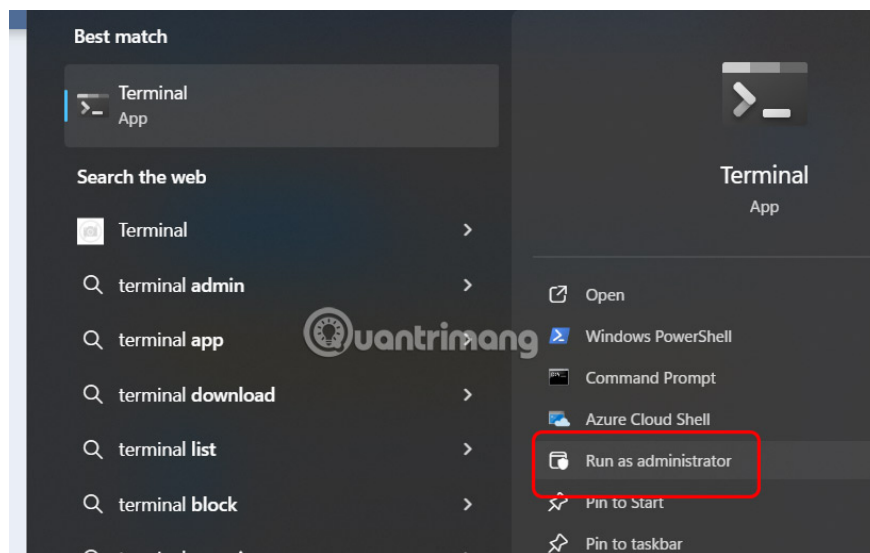 Best match
Terminal
App
Search the web
Terminal
terminal admin
terminal app
terminal download
terminal list
terminal block
Terminal
App
Open
Windows PowerShell
Command Prompt
Azure Cloud Shell
Run as administrator
Pin to Start
Pin to taskbar
Quantrimang